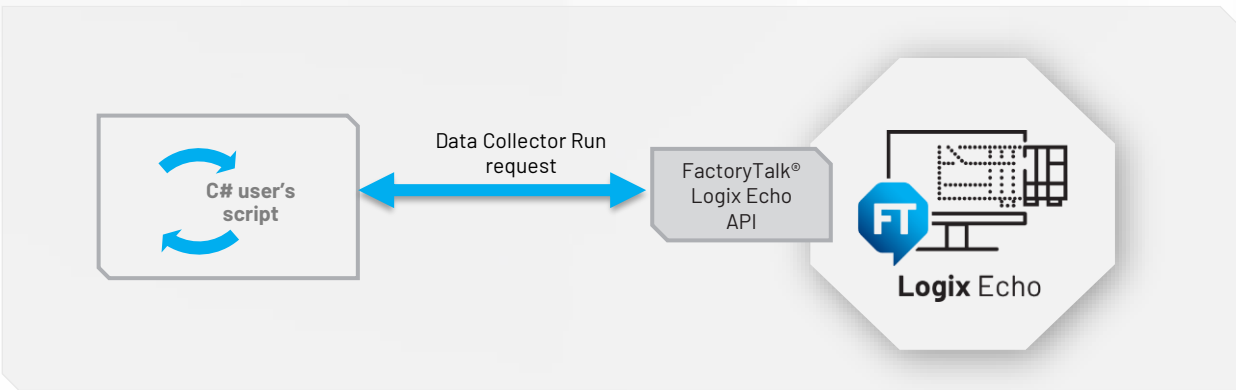 C# user's
script
Data Collector Run
request
FactoryTalk®
Logix Echo
API
FT
Logix Echo